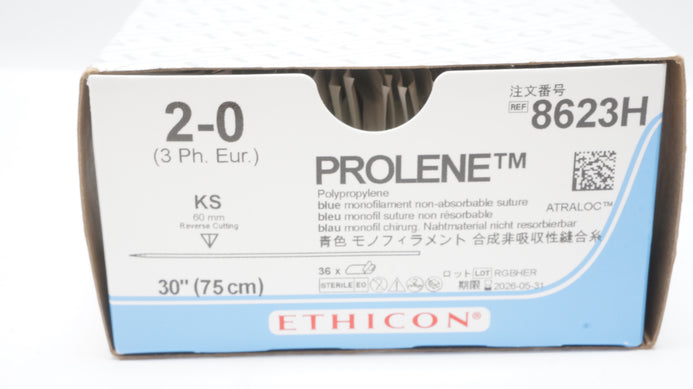 2-0
(3 Ph. Eur.)
注文番号
REF 8623H
KS
60 mm
Reverse Cutting
PROLENE™
Polypropylene
blue monofilament non-absorbable suture
bleu monofil suture non résorbable
blau monofil chirurg. Nahtmaterial nicht resorbierbar
青色 モノフィラメント 合成非吸収性縫合糸
ATRALOC™
30" (75 cm)
36 x
STERILE EO
ロット LOT RGBHER
期限 2026-05-31
ETHICON®